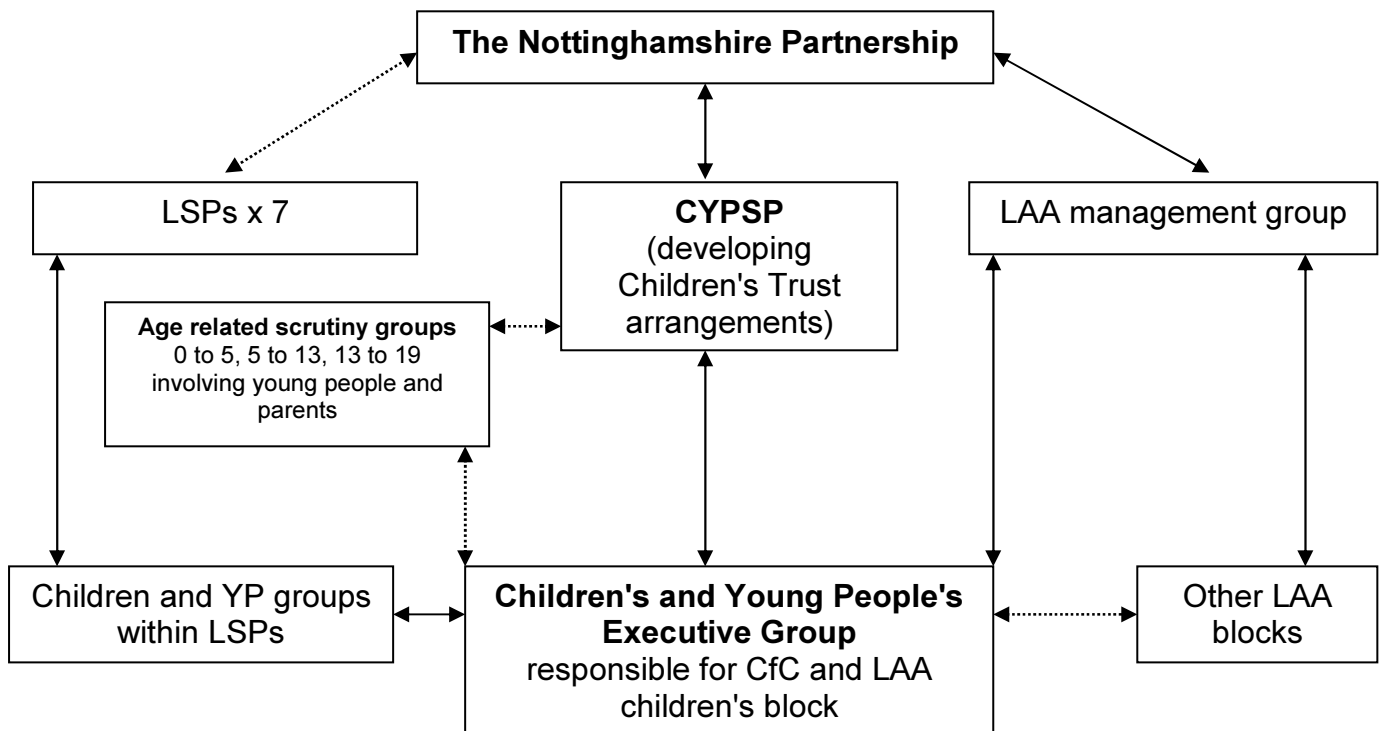 The Nottinghamshire Partnership
LSPs x 7
CYPSP
(developing
Children's Trust
arrangements)
LAA management group
Age related scrutiny groups
0 to 5, 5 to 13, 13 to 19
involving young people and
parents
Children and YP groups
within LSPs
Children's and Young People's
Executive Group
responsible for CfC and LAA
children's block
Other LAA
blocks